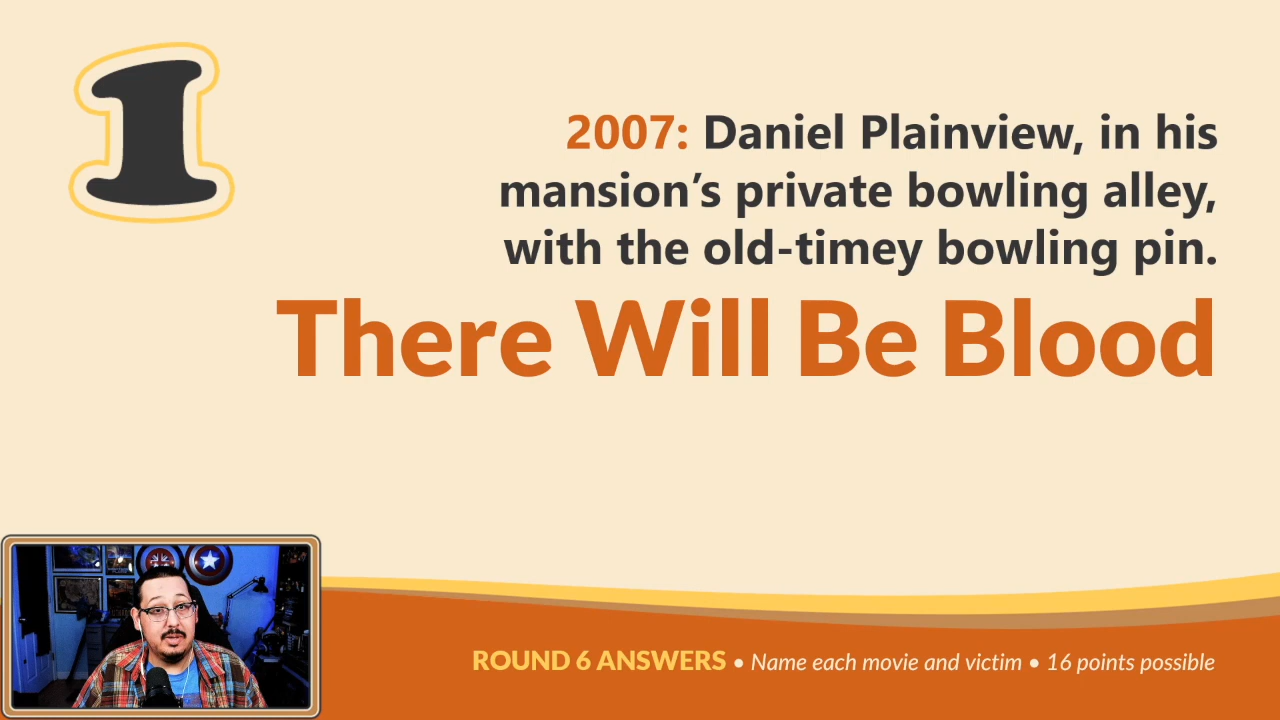 1
2007: Daniel Plainview, in his
mansion’s private bowling alley,
with the old-timey bowling pin.
There Will Be Blood
ROUND 6 ANSWERS • Name each movie and victim • 16 points possible